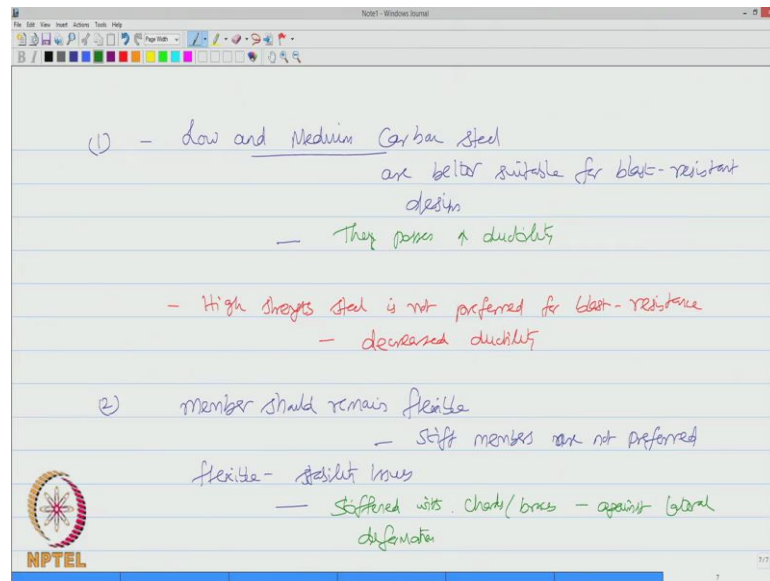 Note1 - Windows Journal
File Edit View Insert Actions Tools Help
Page Width
B I
(1) - Low and Medium Carbon steel
are better suitable for blast-resistant
design
- They posses ↑ ductility
- High strength steel is not preferred for blast-resistance
- decreased ductility
(2) member should remain flexible
- stiff members are not preferred
flexible - stability issues
- stiffened with chords/braces - against lateral
deformation
NPTEL
7/7
7